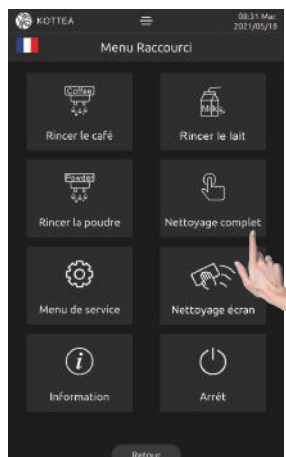 KOTTEA
08:31 Mar.
2021/05/18
Menu Raccourci
Coffee
Milk
Rincer le café
Rincer le lait
Powder
Rincer la poudre
Nettoyage complet
Menu de service
Nettoyage écran
i
Information
Arrêt
Retour